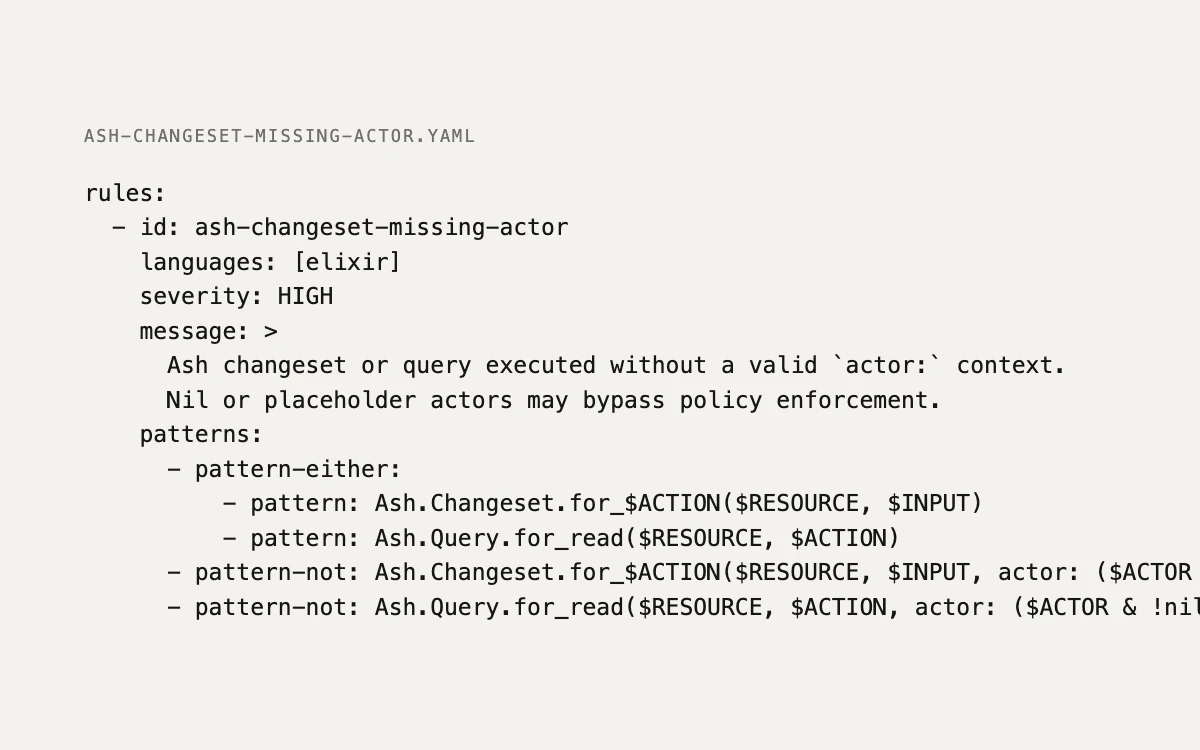 ASH-CHANGESET-MISSING-ACTOR.YAML
rules:
  - id: ash-changeset-missing-actor
    languages: [elixir]
    severity: HIGH
    message: >
      Ash changeset or query executed without a valid `actor:` context.
      Nil or placeholder actors may bypass policy enforcement.
    patterns:
      - pattern-either:
          - pattern: Ash.Changeset.for_$ACTION($RESOURCE, $INPUT)
          - pattern: Ash.Query.for_read($RESOURCE, $ACTION)
      - pattern-not: Ash.Changeset.for_$ACTION($RESOURCE, $INPUT, actor: ($ACTOR
      - pattern-not: Ash.Query.for_read($RESOURCE, $ACTION, actor: ($ACTOR & !nil